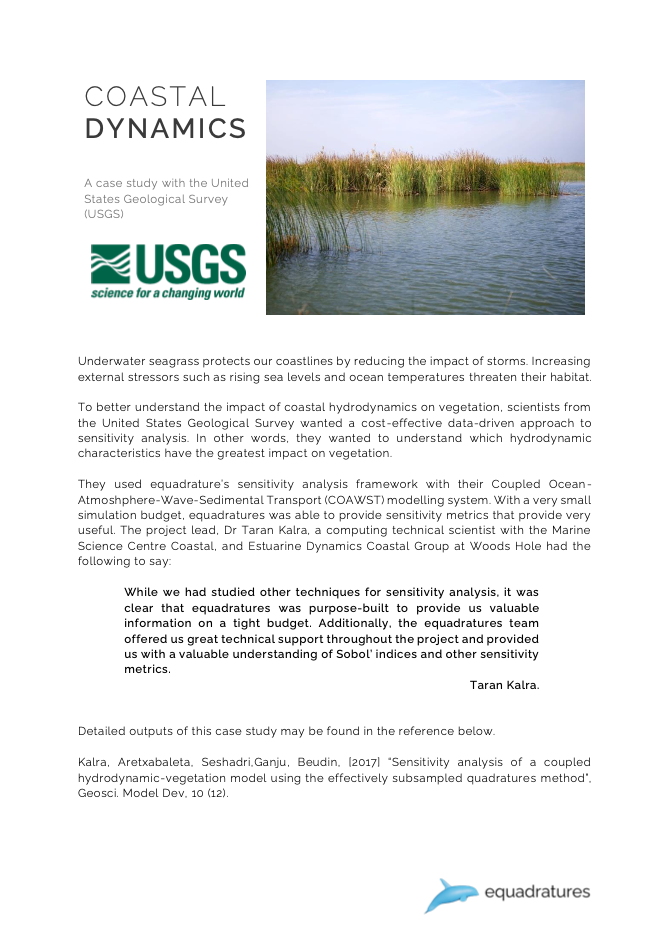 COASTAL
DYNAMICS
A case study with the United
States Geological Survey
(USGS)
USGS
science for a changing world
Underwater seagrass protects our coastlines by reducing the impact of storms. Increasing
external stressors such as rising sea levels and ocean temperatures threaten their habitat.
To better understand the impact of coastal hydrodynamics on vegetation, scientists from
the United States Geological Survey wanted a cost-effective data-driven approach to
sensitivity analysis. In other words, they wanted to understand which hydrodynamic
characteristics have the greatest impact on vegetation.
They used equadrature's sensitivity analysis framework with their Coupled Ocean-
Atmoshphere-Wave-Sedimental Transport (COAWST) modelling system. With a very small
simulation budget, equadratures was able to provide sensitivity metrics that provide very
useful. The project lead, Dr Taran Kalra, a computing technical scientist with the Marine
Science Centre Coastal, and Estuarine Dynamics Coastal Group at Woods Hole had the
following to say:
While we had studied other techniques for sensitivity analysis, it was
clear that equadratures was purpose-built to provide us valuable
information on a tight budget. Additionally, the equadratures team
offered us great technical support throughout the project and provided
us with a valuable understanding of Sobol' indices and other sensitivity
metrics.
Taran Kalra.
Detailed outputs of this case study may be found in the reference below.
Kalra, Aretxabaleta, Seshadri,Ganju, Beudin, [2017] "Sensitivity analysis of a coupled
hydrodynamic-vegetation model using the effectively subsampled quadratures method",
Geosci. Model Dev, 10 (12).
equadratures